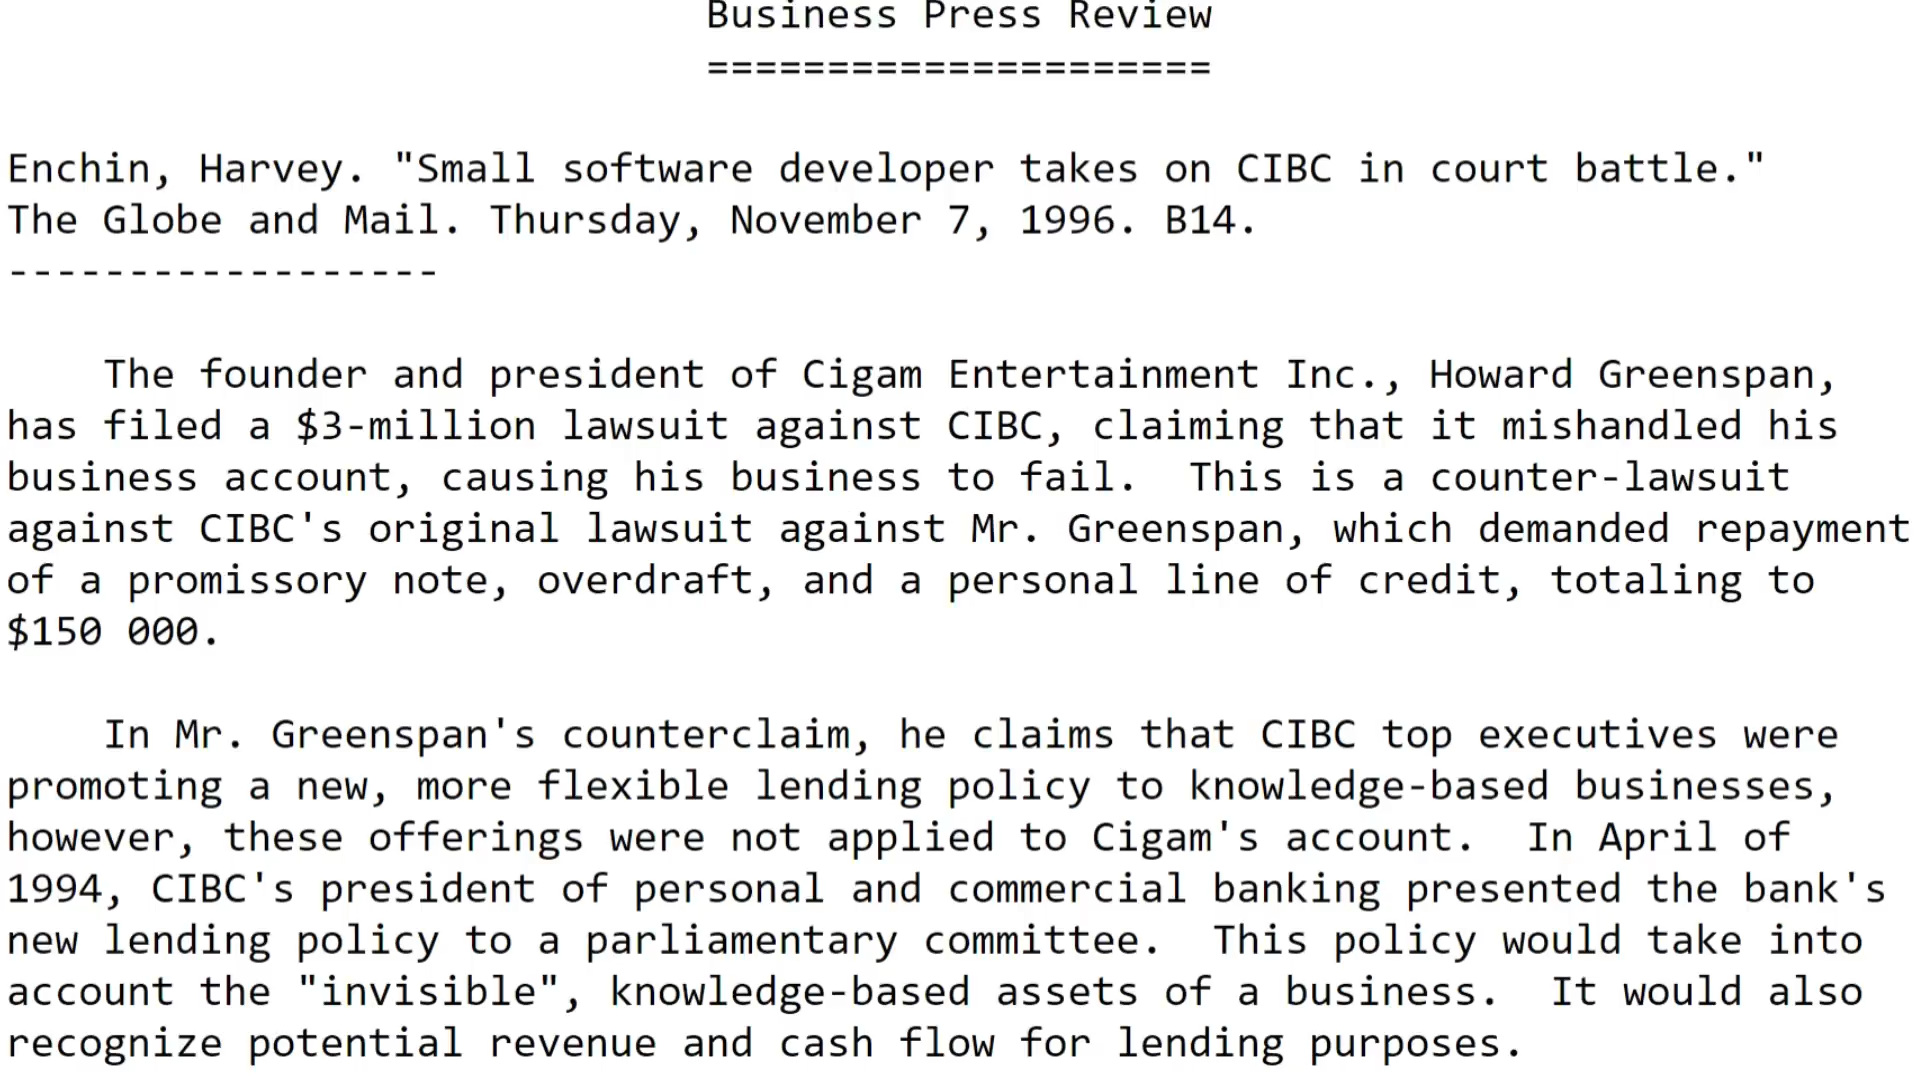 Business Press Review
=====================
Enchin, Harvey. "Small software developer takes on CIBC in court battle."
The Globe and Mail. Thursday, November 7, 1996. B14.
------------------
The founder and president of Cigam Entertainment Inc., Howard Greenspan,
has filed a $3-million lawsuit against CIBC, claiming that it mishandled his
business account, causing his business to fail.  This is a counter-lawsuit
against CIBC's original lawsuit against Mr. Greenspan, which demanded repayment
of a promissory note, overdraft, and a personal line of credit, totaling to
$150 000.
In Mr. Greenspan's counterclaim, he claims that CIBC top executives were
promoting a new, more flexible lending policy to knowledge-based businesses,
however, these offerings were not applied to Cigam's account.  In April of
1994, CIBC's president of personal and commercial banking presented the bank's
new lending policy to a parliamentary committee.  This policy would take into
account the "invisible", knowledge-based assets of a business.  It would also
recognize potential revenue and cash flow for lending purposes.